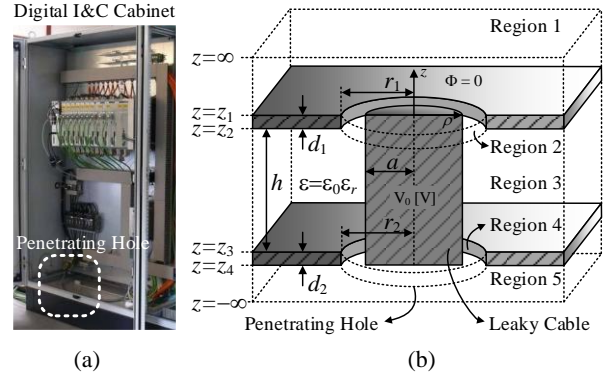 Digital I&C Cabinet
Penetrating Hole
(a)
Region 1
z=∞
z
Φ=0
r₁
z=z₁
z=z₂
ρ
d₁
Region 2
a
Region 3
h
ε=ε₀εᵣ
V₀ [V]
r₂
Region 4
z=z₃
z=z₄
d₂
Region 5
z=-∞
Penetrating Hole
Leaky Cable
(b)